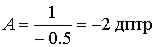 A = 1 / -0.5 = -2 дптр